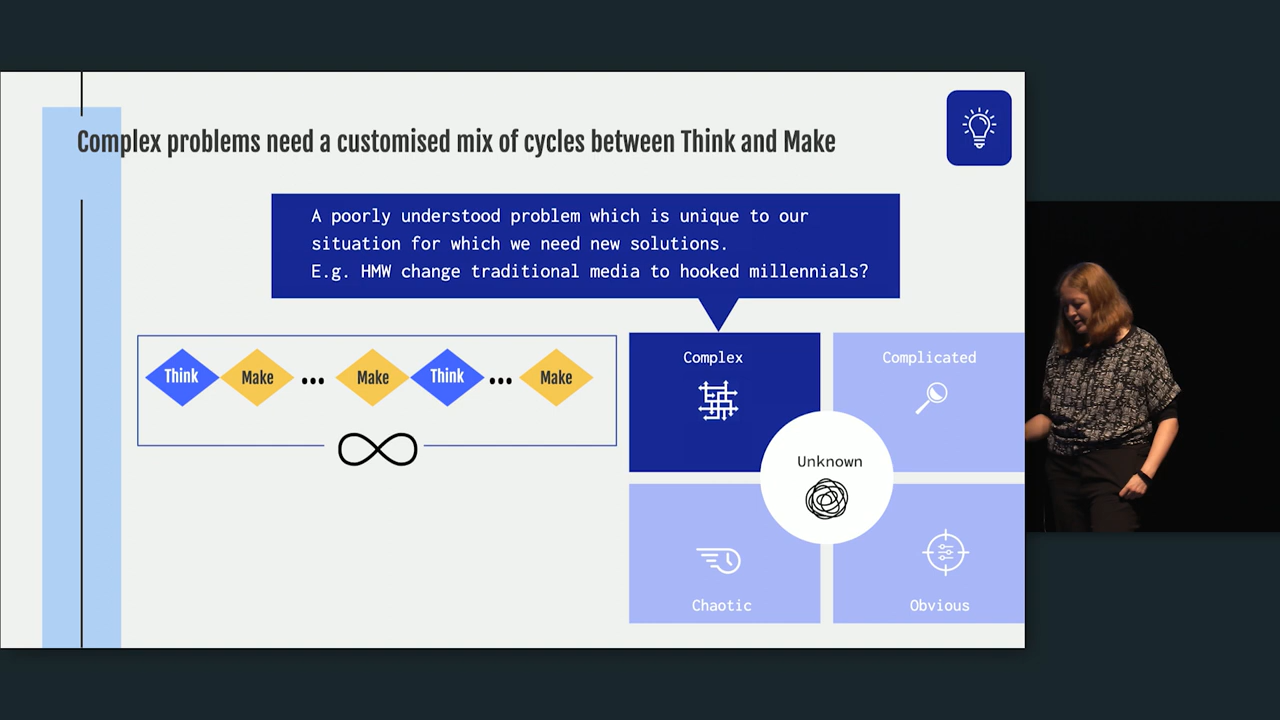 Complex problems need a customised mix of cycles between Think and Make
A poorly understood problem which is unique to our
situation for which we need new solutions.
E.g. HMW change traditional media to hooked millennials?
Think Make ... Make Think ... Make
Complex
Complicated
Unknown
Chaotic
Obvious